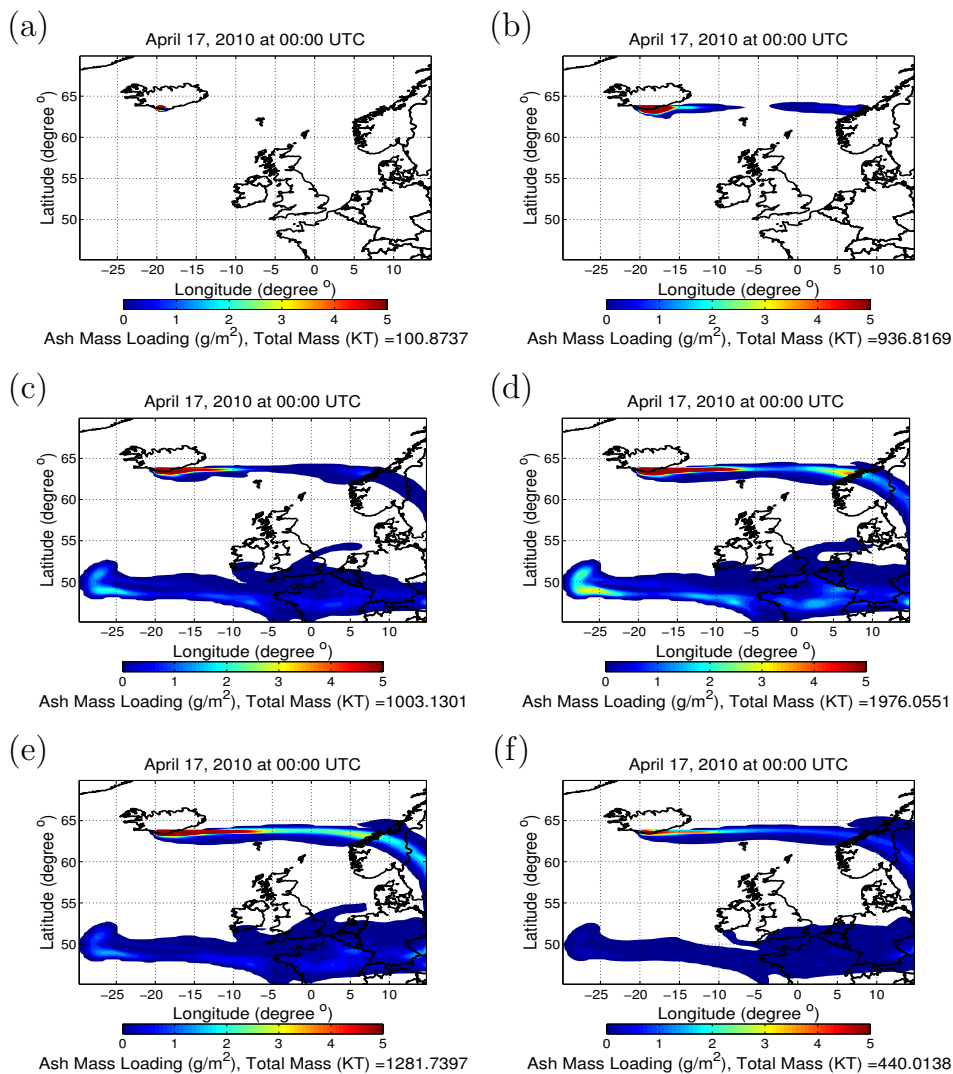 (a)
April 17, 2010 at 00:00 UTC
65
60
55
50
Latitude (degree °)
−25 −20 −15 −10 −5 0 5 10
Longitude (degree °)
0 1 2 3 4 5
Ash Mass Loading (g/m²), Total Mass (KT) =100.8737
(b)
April 17, 2010 at 00:00 UTC
65
60
55
50
Latitude (degree °)
−25 −20 −15 −10 −5 0 5 10
Longitude (degree °)
0 1 2 3 4 5
Ash Mass Loading (g/m²), Total Mass (KT) =936.8169
(c)
April 17, 2010 at 00:00 UTC
65
60
55
50
Latitude (degree °)
−25 −20 −15 −10 −5 0 5 10
Longitude (degree °)
0 1 2 3 4 5
Ash Mass Loading (g/m²), Total Mass (KT) =1003.1301
(d)
April 17, 2010 at 00:00 UTC
65
60
55
50
Latitude (degree °)
−25 −20 −15 −10 −5 0 5 10
Longitude (degree °)
0 1 2 3 4 5
Ash Mass Loading (g/m²), Total Mass (KT) =1976.0551
(e)
April 17, 2010 at 00:00 UTC
65
60
55
50
Latitude (degree °)
−25 −20 −15 −10 −5 0 5 10
Longitude (degree °)
0 1 2 3 4 5
Ash Mass Loading (g/m²), Total Mass (KT) =1281.7397
(f)
April 17, 2010 at 00:00 UTC
65
60
55
50
Latitude (degree °)
−25 −20 −15 −10 −5 0 5 10
Longitude (degree °)
0 1 2 3 4 5
Ash Mass Loading (g/m²), Total Mass (KT) =440.0138